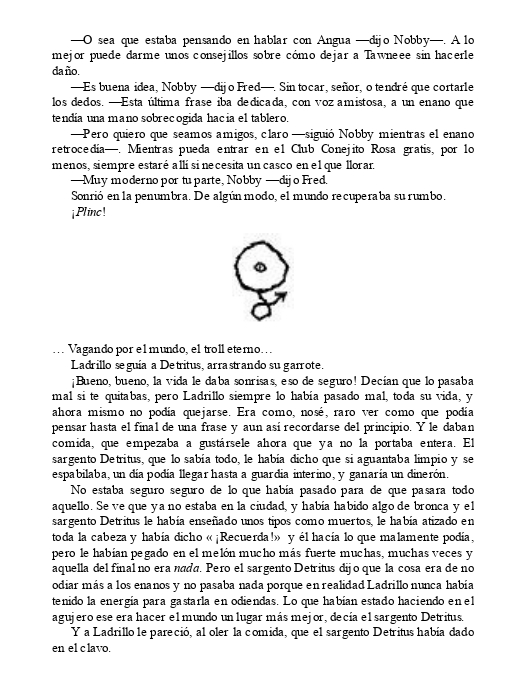 —O sea que estaba pensando en hablar con Angua —dijo Nobby—. A lo
mejor puede darme unos consejillos sobre cómo dejar a Tawneee sin hacerle
daño.
—Es buena idea, Nobby —dijo Fred—. Sin tocar, señor, o tendré que cortarle
los dedos. —Esta última frase iba dedicada, con voz amistosa, a un enano que
tendía una mano sobrecogida hacia el tablero.
—Pero quiero que seamos amigos, claro —siguió Nobby mientras el enano
retrocedía—. Mientras pueda entrar en el Club Conejito Rosa gratis, por lo
menos, siempre estaré allí si necesita un casco en el que llorar.
—Muy moderno por tu parte, Nobby —dijo Fred.
Sonrió en la penumbra. De algún modo, el mundo recuperaba su rumbo.
¡Plinc!
… Vagando por el mundo, el troll eterno…
Ladrillo seguía a Detritus, arrastrando su garrote.
¡Bueno, bueno, la vida le daba sonrisas, eso de seguro! Decían que lo pasaba
mal si te quitabas, pero Ladrillo siempre lo había pasado mal, toda su vida, y
ahora mismo no podía quejarse. Era como, nosé, raro ver como que podía
pensar hasta el final de una frase y aun así recordarse del principio. Y le daban
comida, que empezaba a gustársele ahora que ya no la portaba entera. El
sargento Detritus, que lo sabía todo, le había dicho que si aguantaba limpio y se
espabilaba, un día podía llegar hasta a guardia interino, y ganaría un dinerón.
No estaba seguro seguro de lo que había pasado para de que pasara todo
aquello. Se ve que ya no estaba en la ciudad, y había habido algo de bronca y el
sargento Detritus le había enseñado unos tipos como muertos, le había atizado en
toda la cabeza y había dicho « ¡Recuerda!» y él hacía lo que malamente podía,
pero le habían pegado en el melón mucho más fuerte muchas, muchas veces y
aquella del final no era nada. Pero el sargento Detritus dijo que la cosa era de no
odiar más a los enanos y no pasaba nada porque en realidad Ladrillo nunca había
tenido la energía para gastarla en odiendas. Lo que habían estado haciendo en el
agujero ese era hacer el mundo un lugar más mejor, decía el sargento Detritus.
Y a Ladrillo le pareció, al oler la comida, que el sargento Detritus había dado
en el clavo.